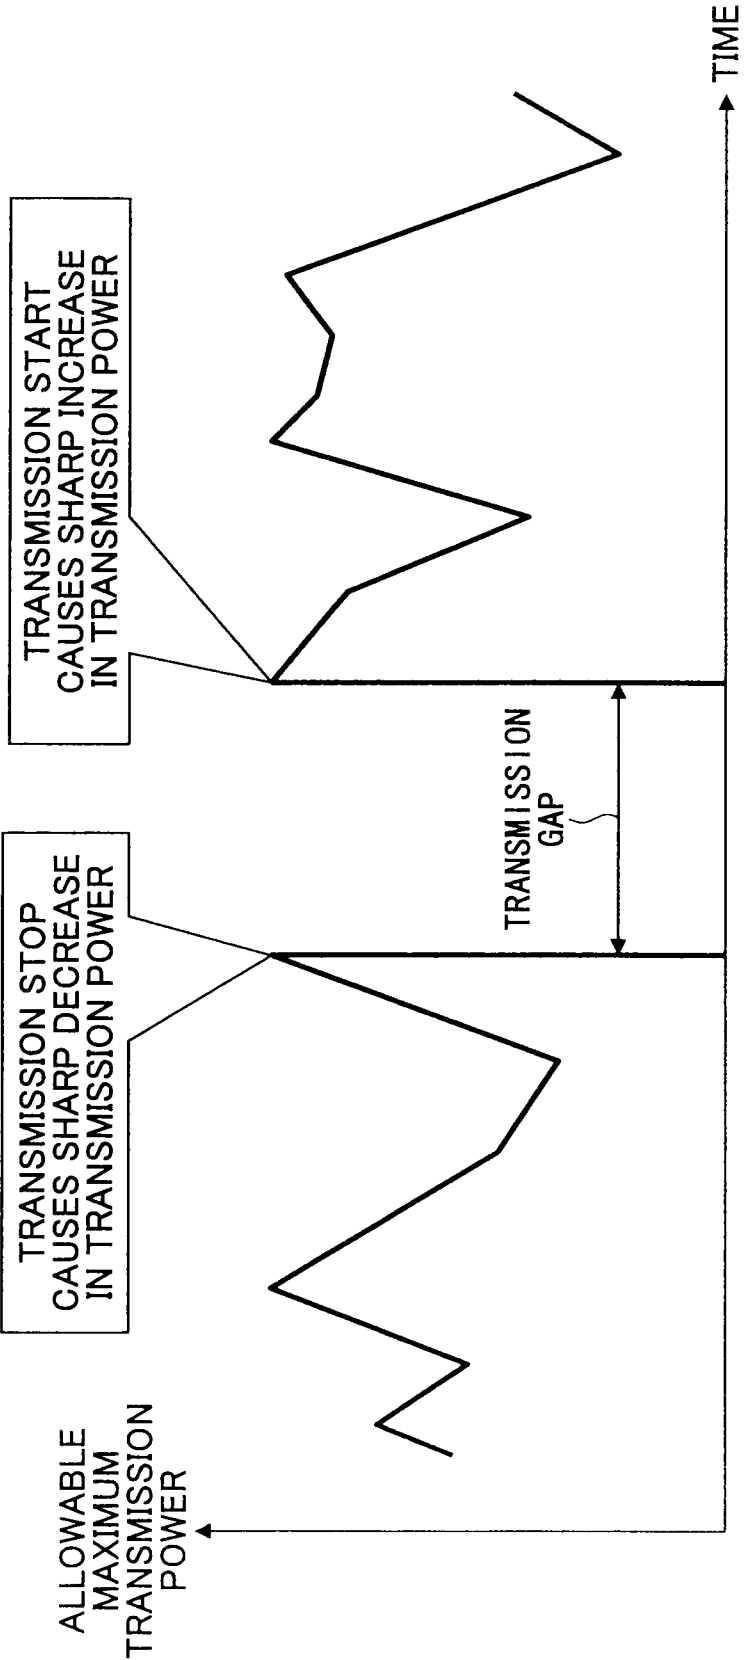 ALLOWABLE
MAXIMUM
TRANSMISSION
POWER
TRANSMISSION STOP
CAUSES SHARP DECREASE
IN TRANSMISSION POWER
TRANSMISSION START
CAUSES SHARP INCREASE
IN TRANSMISSION POWER
TRANSMISSION
GAP
TIME